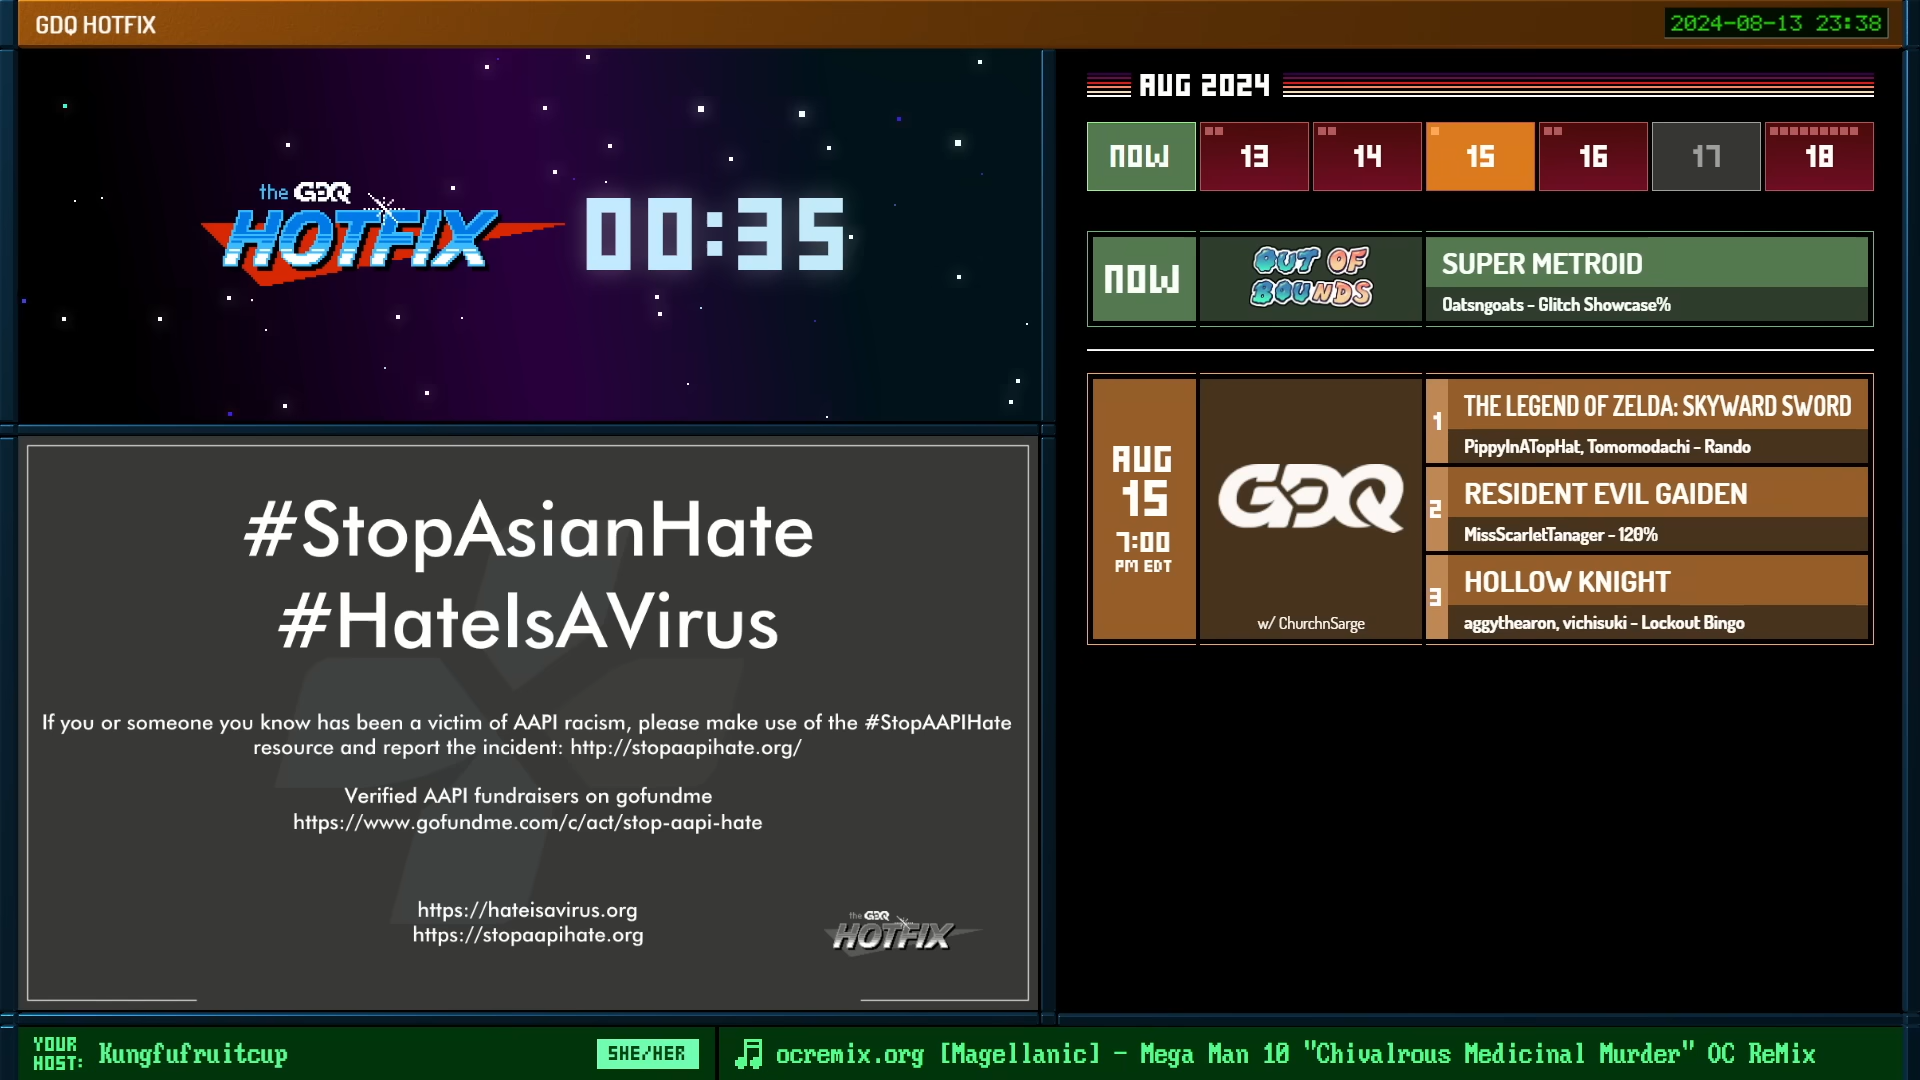 GDQ HOTFIX
2024-08-13 23:38
the GDQ
HOTFIX
00:35
#StopAsianHate
#HateIsAVirus
If you or someone you know has been a victim of AAPI racism, please make use of the #StopAAPIHate
resource and report the incident: http://stopaapihate.org/
Verified AAPI fundraisers on gofundme
https://www.gofundme.com/c/act/stop-aapi-hate
https://hateisavirus.org
https://stopaapihate.org
the GDQ
HOTFIX
AUG 2024
NOW 13 14 15 16 17 18
NOW
OUT OF
BOUNDS
SUPER METROID
Oatsngoats - Glitch Showcase%
AUG
15
7:00
PM EDT
GDQ
w/ ChurchnSarge
1 THE LEGEND OF ZELDA: SKYWARD SWORD
PippyInATopHat, Tomomodachi - Rando
2 RESIDENT EVIL GAIDEN
MissScarletTanager - 120%
3 HOLLOW KNIGHT
aggythearon, vichisuki - Lockout Bingo
YOUR
HOST:
Kungfufruitcup
SHE/HER
ocremix.org [Magellanic] - Mega Man 10 "Chivalrous Medicinal Murder" OC ReMix